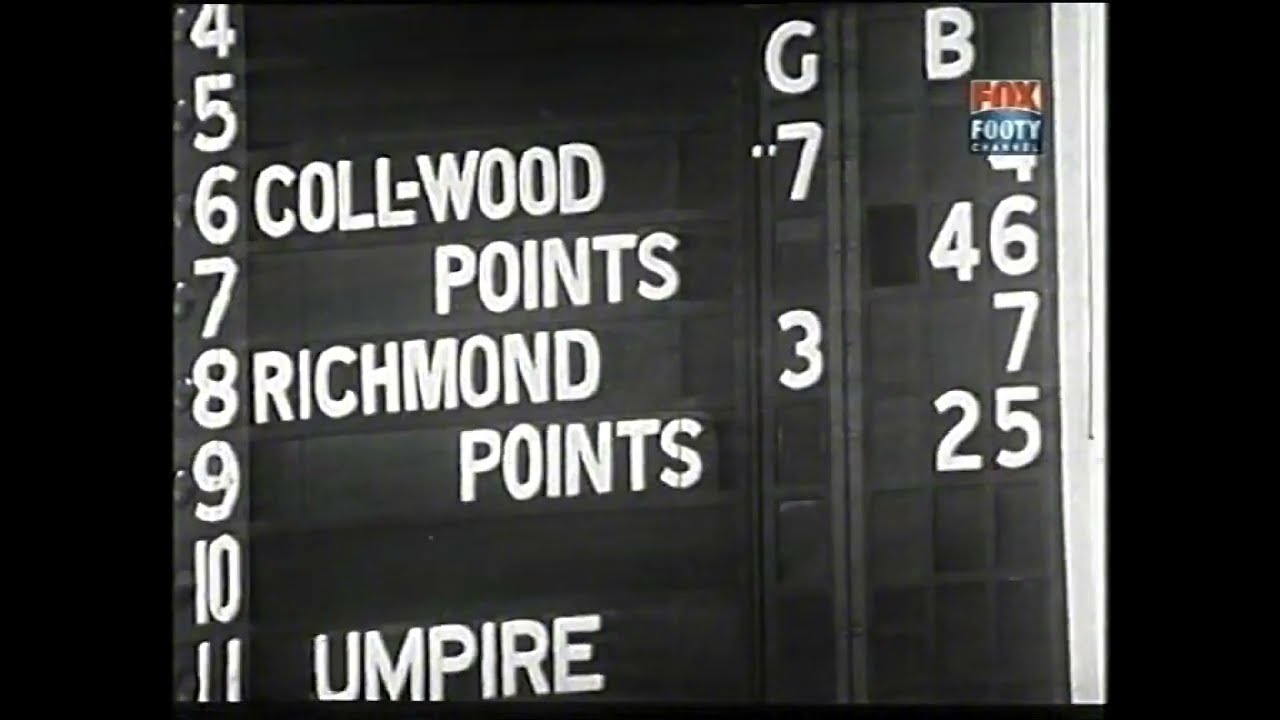 4 G B
5
FOX
FOOTY
CHANNEL
6 COLL-WOOD 7 4
7 POINTS 46
8 RICHMOND 3 7
9 POINTS 25
10
11 UMPIRE